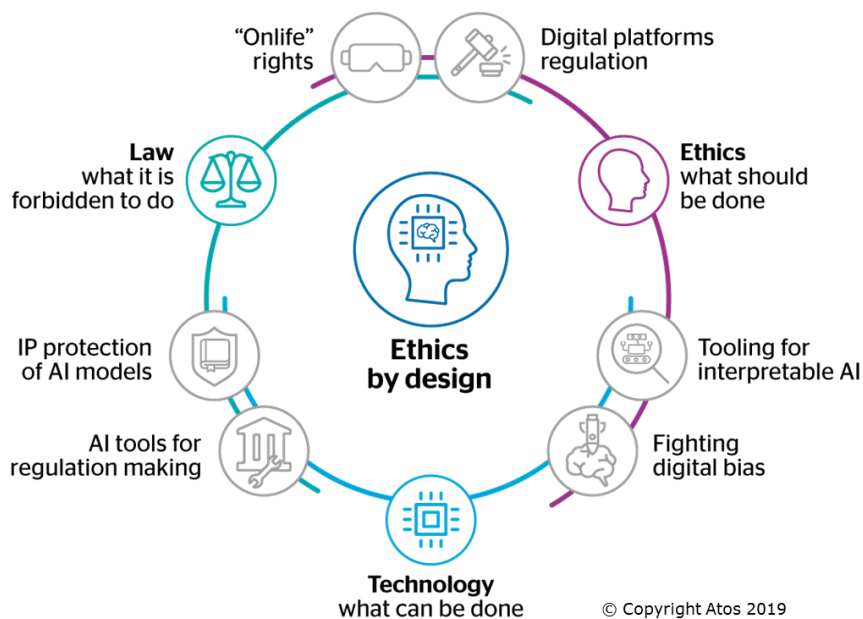 “Onlife”
rights
Digital platforms
regulation
Law
what it is
forbidden to do
Ethics
what should
be done
Ethics
by design
IP protection
of AI models
Tooling for
interpretable AI
AI tools for
regulation making
Fighting
digital bias
Technology
what can be done
© Copyright Atos 2019